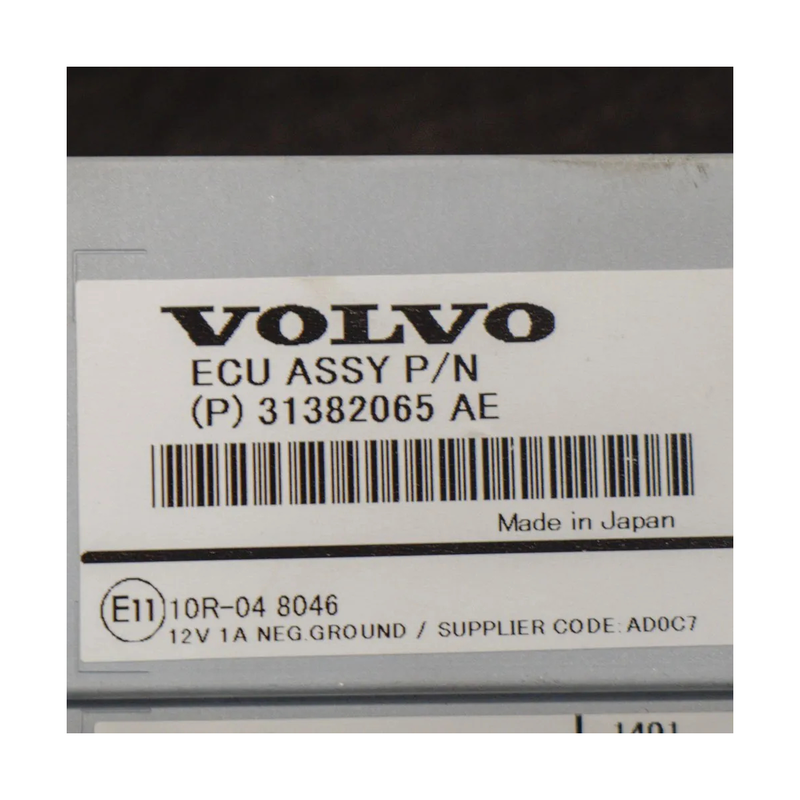 VOLVO
ECU ASSY P/N
(P) 31382065 AE
Made in Japan
E11 10R-04 8046
12V 1A NEG.GROUND / SUPPLIER CODE: AD0C7